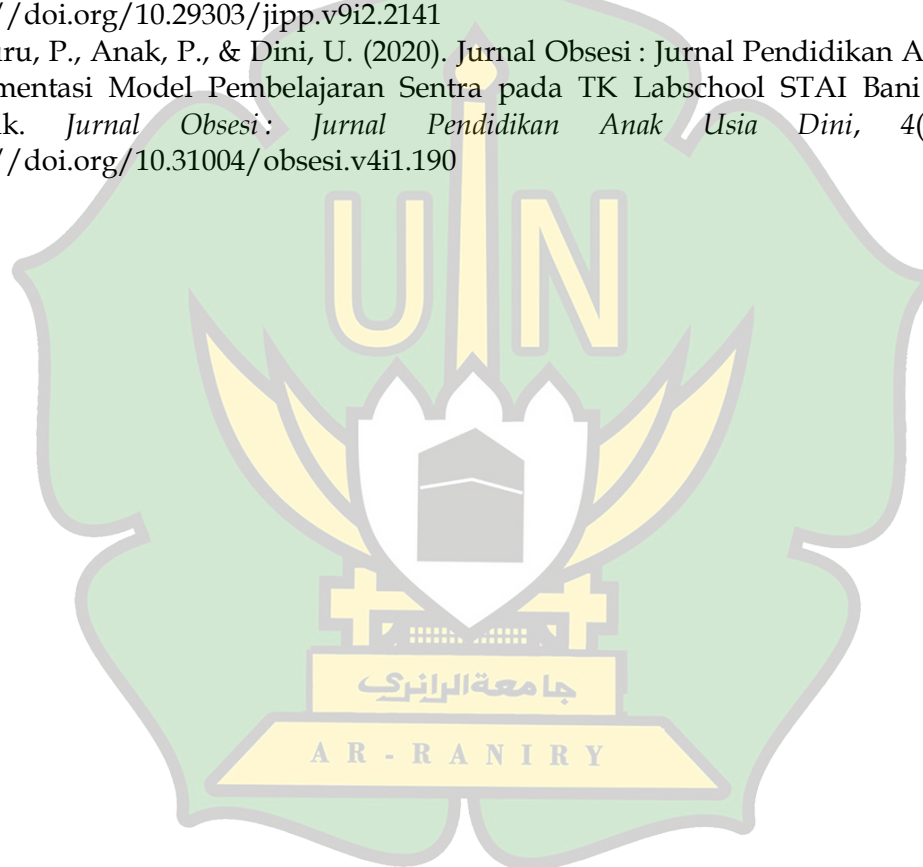 //doi.org/10.29303/jipp.v9i2.2141
ru, P., Anak, P., & Dini, U. (2020). Jurnal Obsesi : Jurnal Pendidikan A
mentasi Model Pembelajaran Sentra pada TK Labschool STAI Bani
k. Jurnal Obsesi : Jurnal Pendidikan Anak Usia Dini, 4(
//doi.org/10.31004/obsesi.v4i1.190
UIN
جامعة الرانري
AR-RANIRY